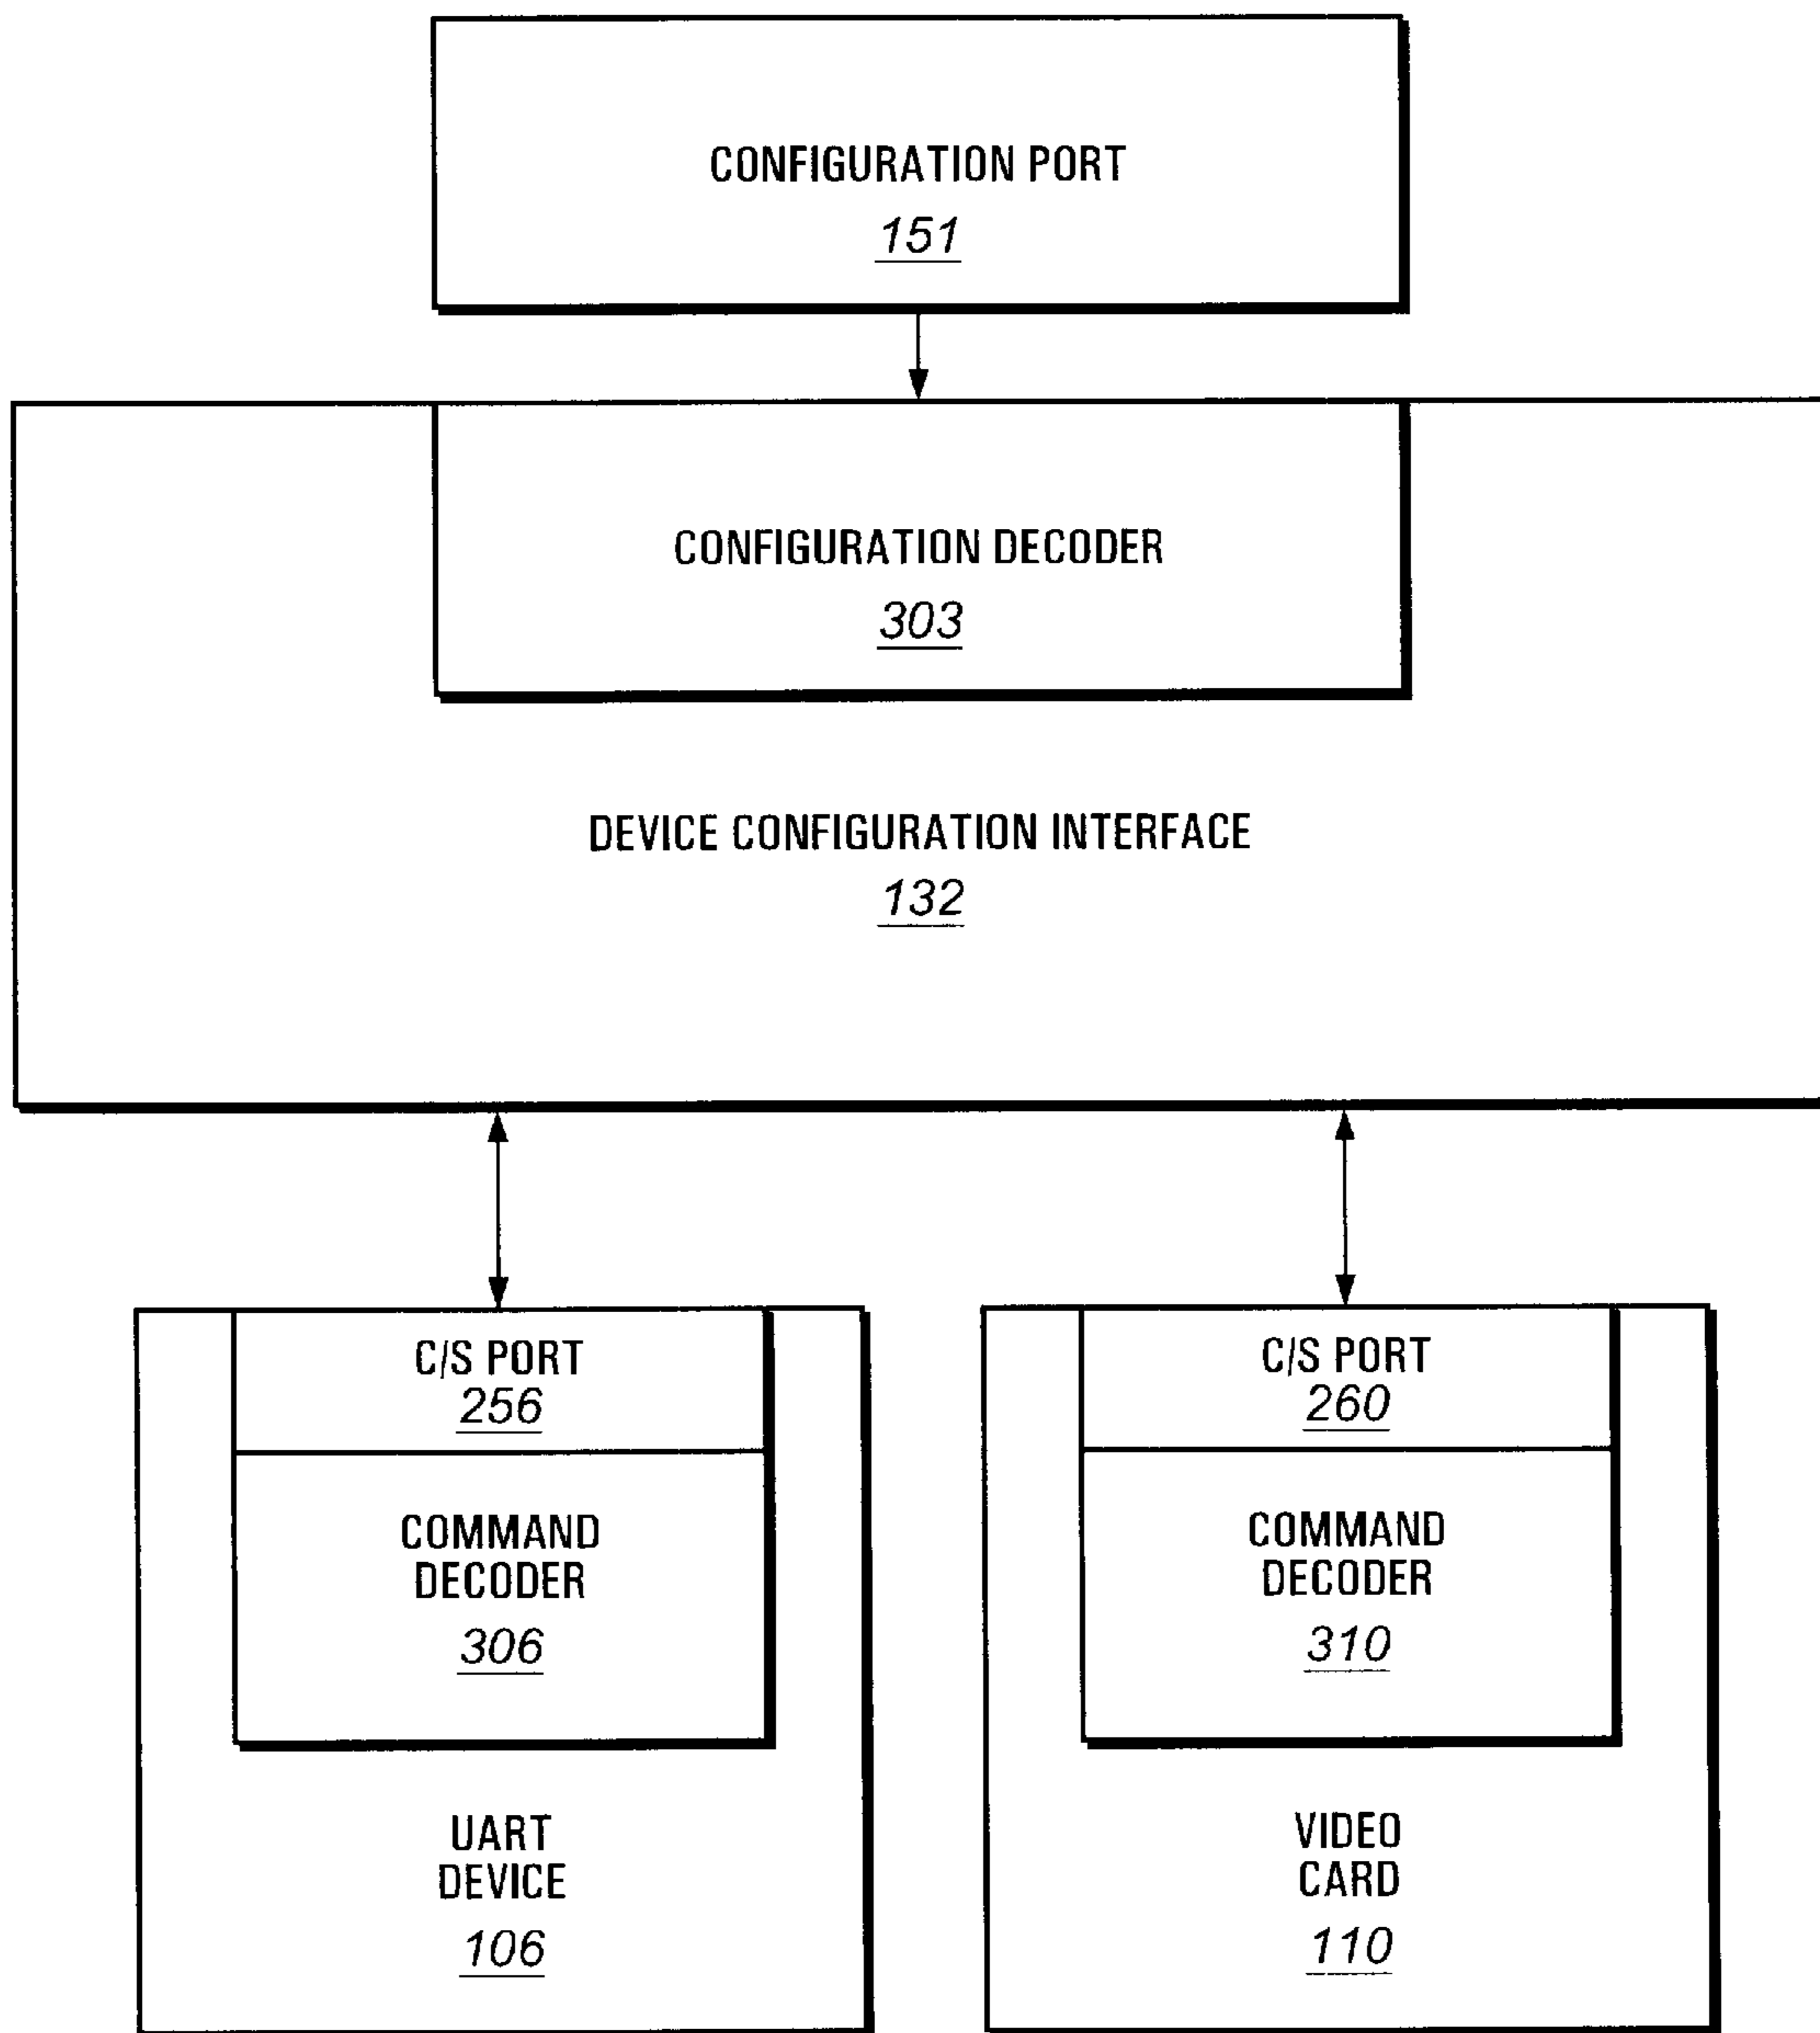 CONFIGURATION PORT
151
CONFIGURATION DECODER
303
DEVICE CONFIGURATION INTERFACE
132
C/S PORT
256
COMMAND
DECODER
306
UART
DEVICE
106
C/S PORT
260
COMMAND
DECODER
310
VIDEO
CARD
110